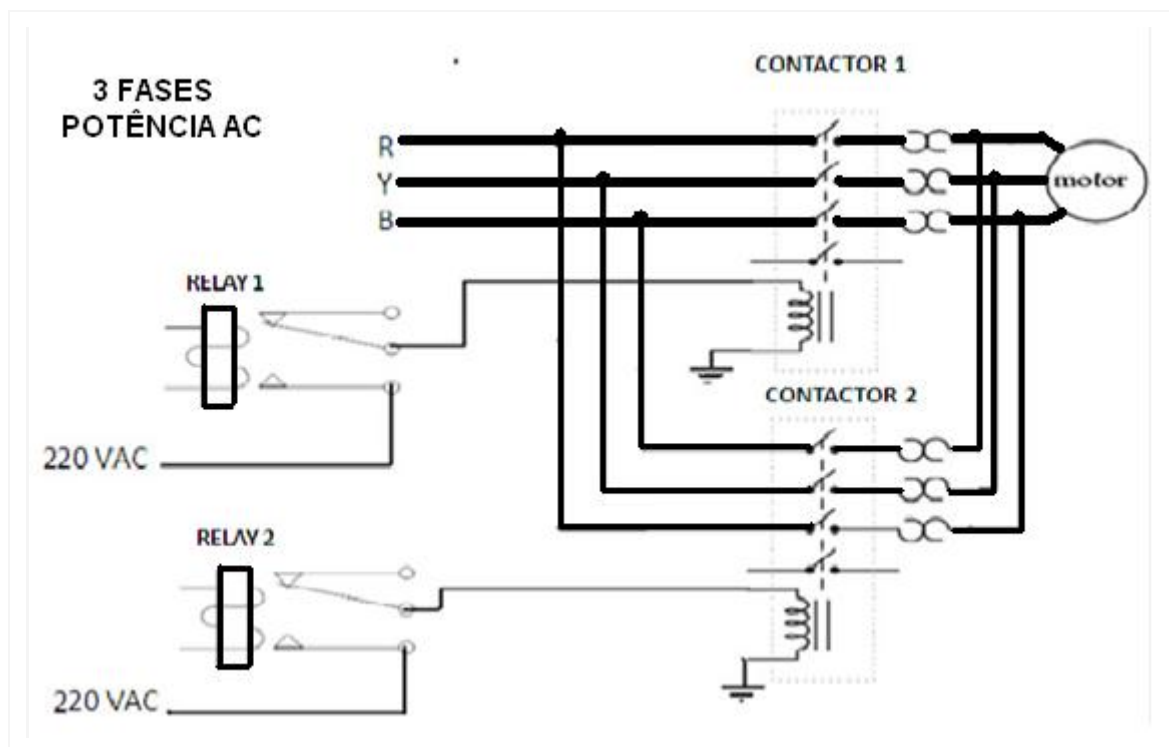 3 FASES
POTÊNCIA AC
CONTACTOR 1
R
Y
B
motor
RELAY 1
220 VAC
CONTACTOR 2
RELAY 2
220 VAC